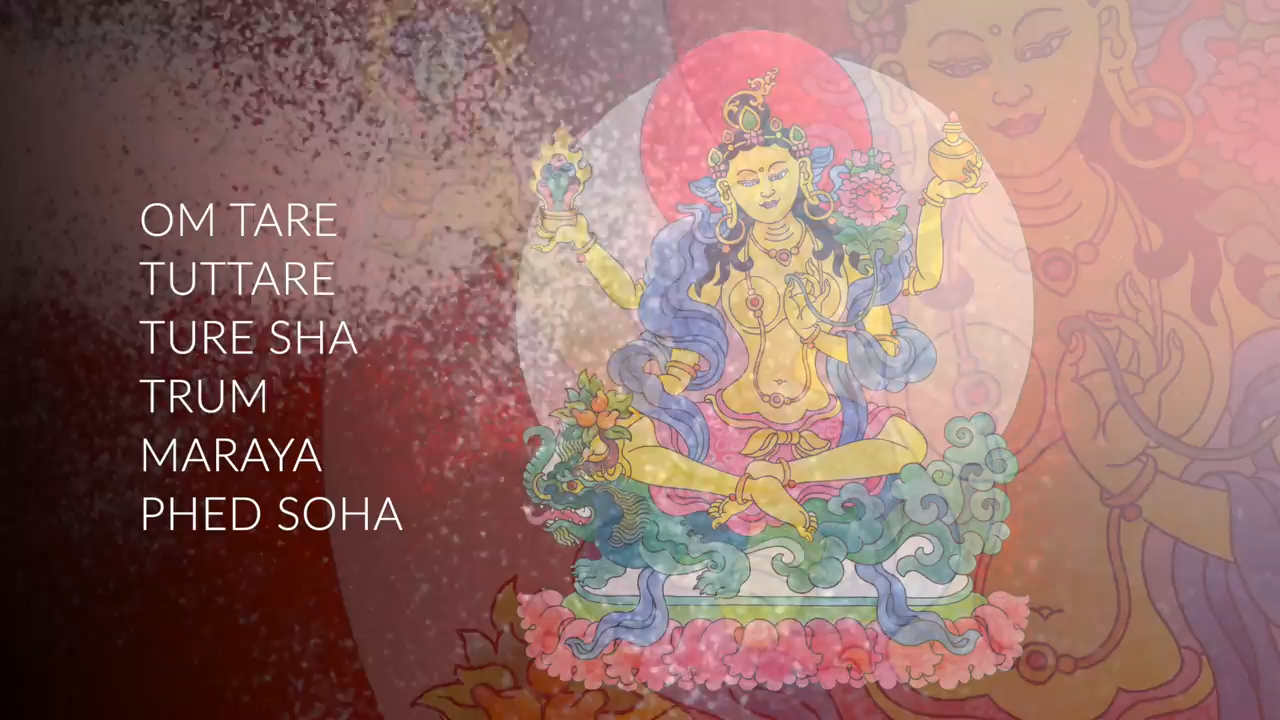 OM TARE
TUTTARE
TURE SHA
TRUM
MARAYA
PHED SOHA